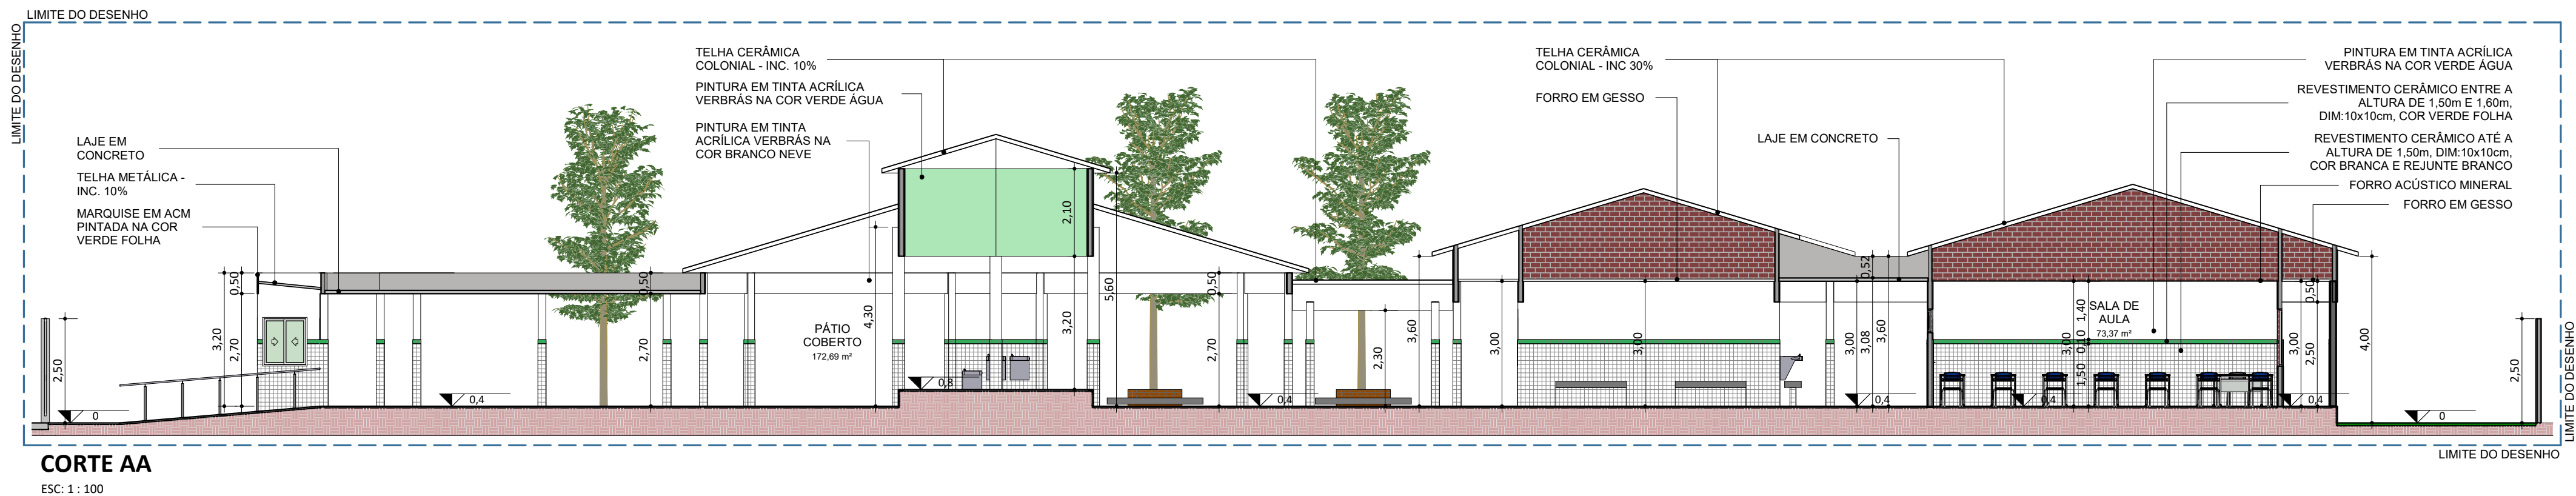 LIMITE DO DESENHO
LIMITE DO DESENHO
LAJE EM
CONCRETO
TELHA METÁLICA -
INC. 10%
MARQUISE EM ACM
PINTADA NA COR
VERDE FOLHA
TELHA CERÂMICA
COLONIAL - INC. 10%
PINTURA EM TINTA ACRÍLICA
VERBRÁS NA COR VERDE ÁGUA
PINTURA EM TINTA
ACRÍLICA VERBRÁS NA
COR BRANCO NEVE
TELHA CERÂMICA
COLONIAL - INC 30%
FORRO EM GESSO
LAJE EM CONCRETO
PINTURA EM TINTA ACRÍLICA
VERBRÁS NA COR VERDE ÁGUA
REVESTIMENTO CERÂMICO ENTRE A
ALTURA DE 1,50m E 1,60m,
DIM:10x10cm, COR VERDE FOLHA
REVESTIMENTO CERÂMICO ATÉ A
ALTURA DE 1,50m, DIM:10x10cm,
COR BRANCA E REJUNTE BRANCO
FORRO ACÚSTICO MINERAL
FORRO EM GESSO
2,50
0
3,20
0,50
2,70
0,4
0,50
2,70
PÁTIO
COBERTO
172,69 m²
4,30
0,8
2,10
3,20
5,60
0,50
2,70
0,4
2,30
3,60
3,00
3,00
3,00
3,08
0,52
3,60
0,4
3,00
1,40
0,10
1,50
0,4
SALA DE
AULA
73,37 m²
3,00
0,50
2,50
0,4
4,00
0
2,50
LIMITE DO DESENHO
LIMITE DO DESENHO
CORTE AA
ESC: 1 : 100